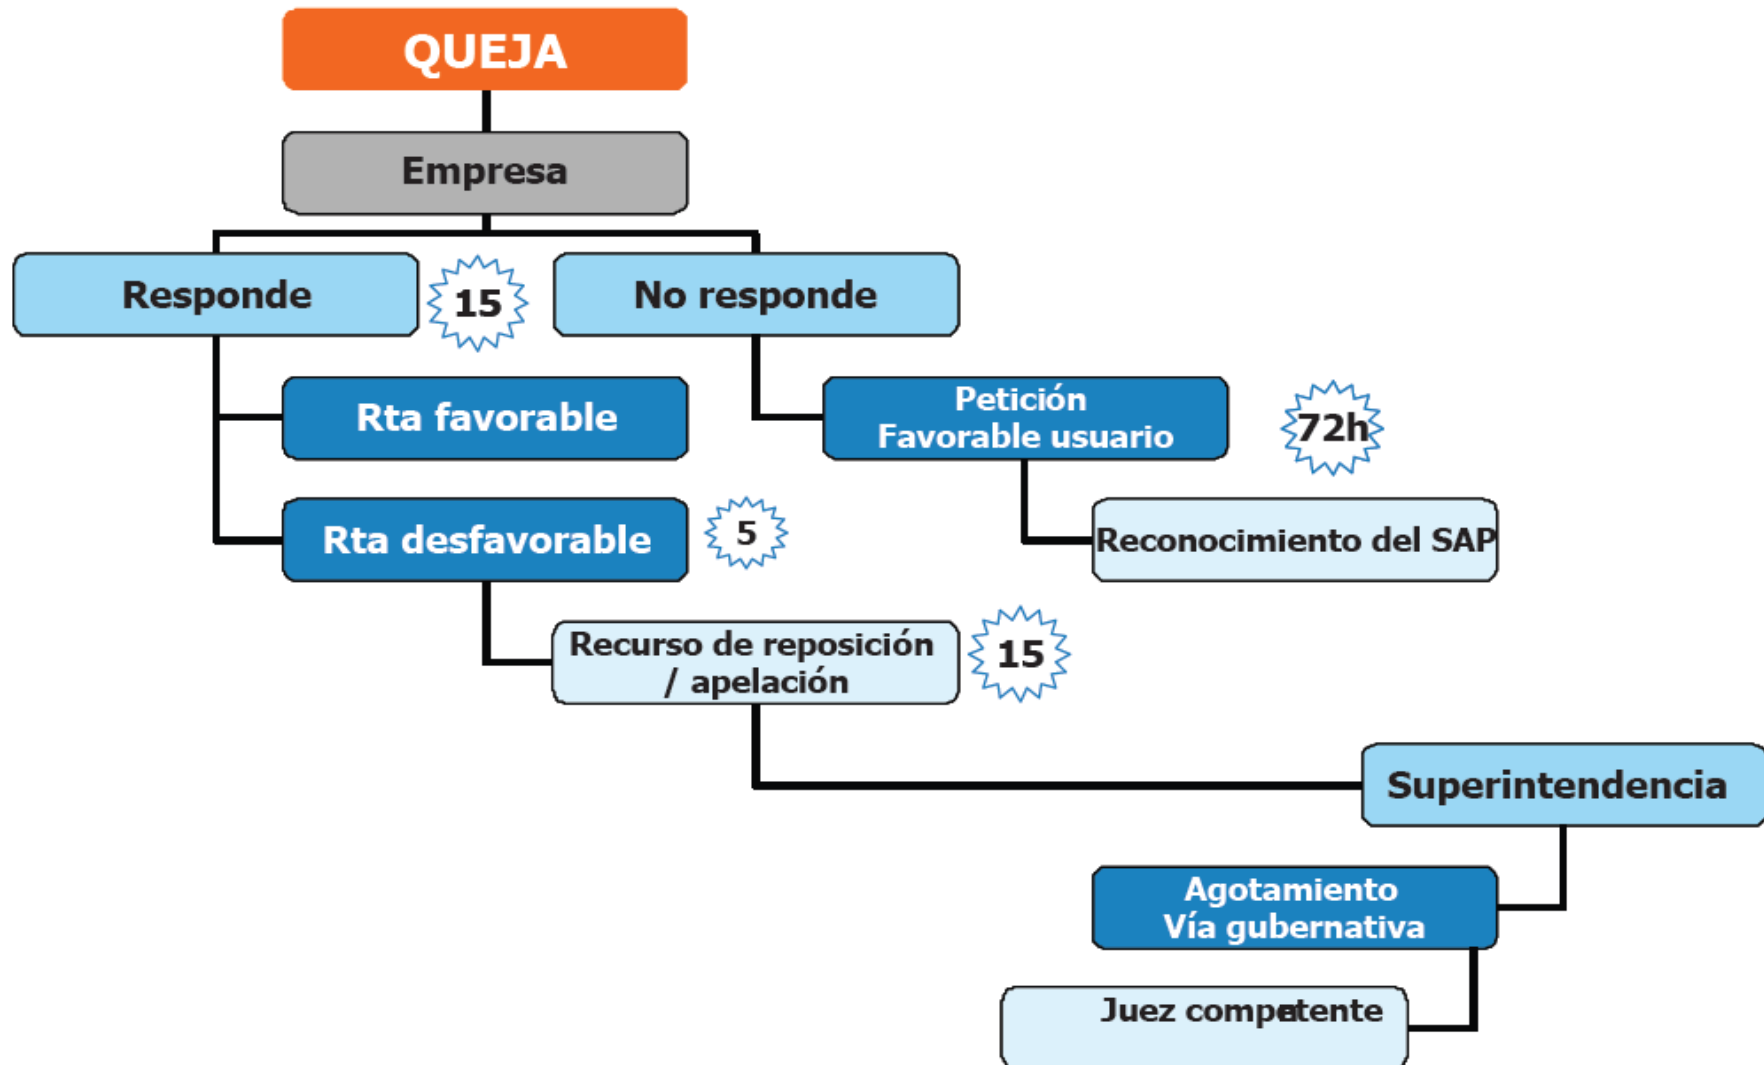 QUEJA
Empresa
Responde
15
No responde
Rta favorable
Petición
Favorable usuario
72h
Rta desfavorable
5
Reconocimiento del SAP
Recurso de reposición
/ apelación
15
Superintendencia
Agotamiento
Vía gubernativa
Juez competente